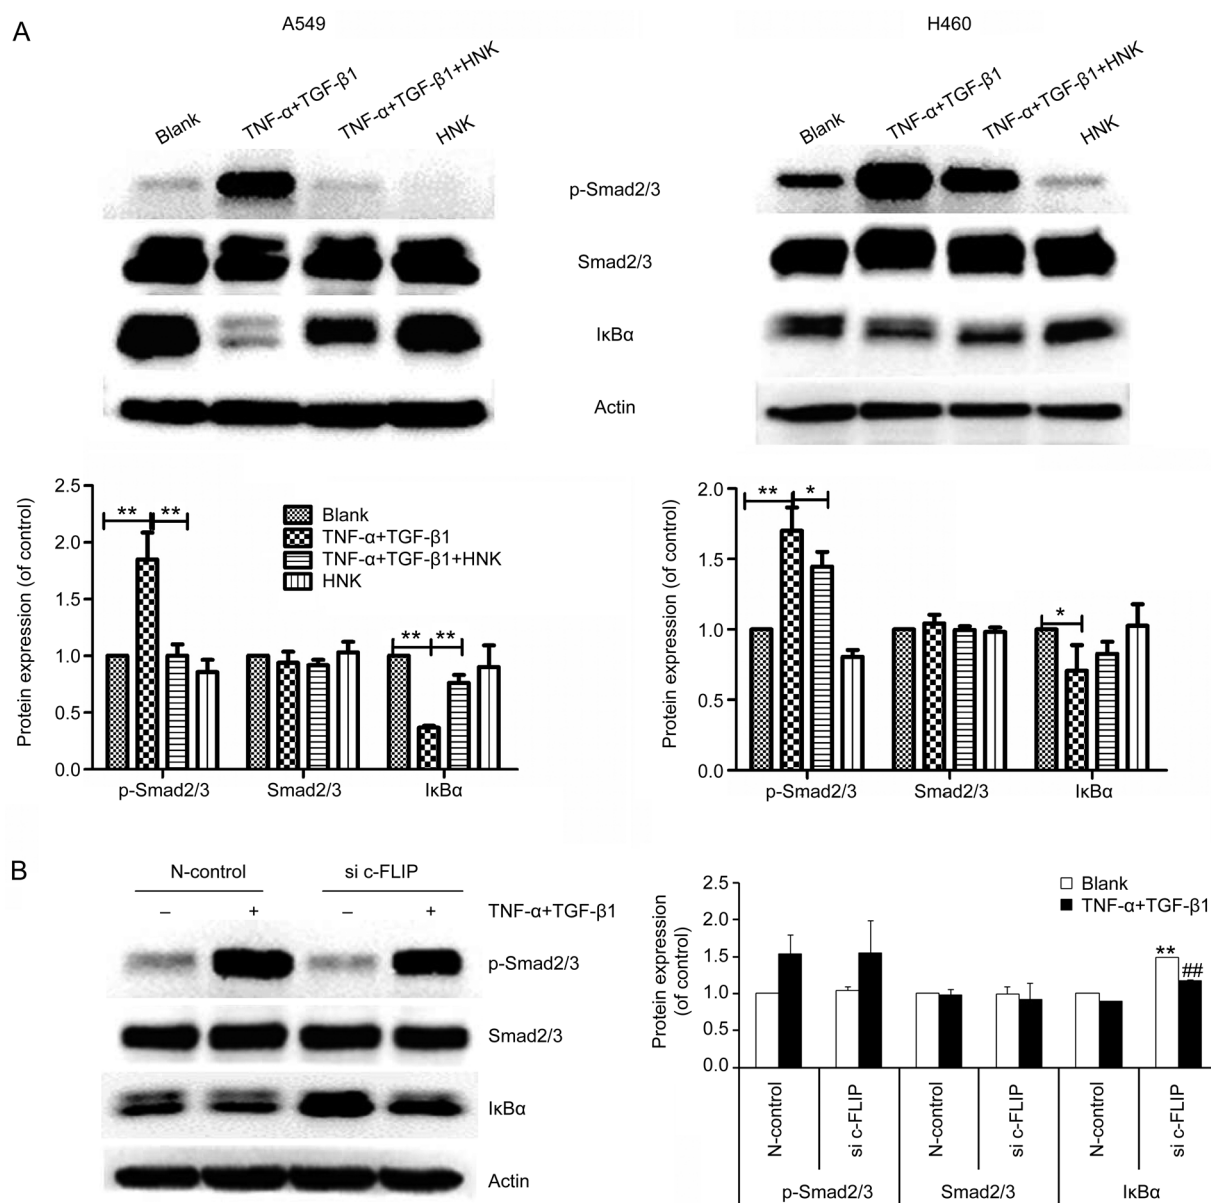 A
A549
H460
Blank
TNF-α+TGF-β1
TNF-α+TGF-β1+HNK
HNK
Blank
TNF-α+TGF-β1
TNF-α+TGF-β1+HNK
HNK
p-Smad2/3
Smad2/3
IκBα
Actin
Protein expression (of control)
2.5
2.0
1.5
1.0
0.5
0.0
** **
** **
Blank
TNF-α+TGF-β1
TNF-α+TGF-β1+HNK
HNK
p-Smad2/3 Smad2/3 IκBα
Protein expression (of control)
2.0
1.5
1.0
0.5
0.0
** *
*
p-Smad2/3 Smad2/3 IκBα
B
N-control si c-FLIP
– + – + TNF-α+TGF-β1
p-Smad2/3
Smad2/3
IκBα
Actin
Protein expression
(of control)
2.5
2.0
1.5
1.0
0.5
0.0
Blank
TNF-α+TGF-β1
**
##
N-control
si c-FLIP
N-control
si c-FLIP
N-control
si c-FLIP
p-Smad2/3 Smad2/3 IκBα